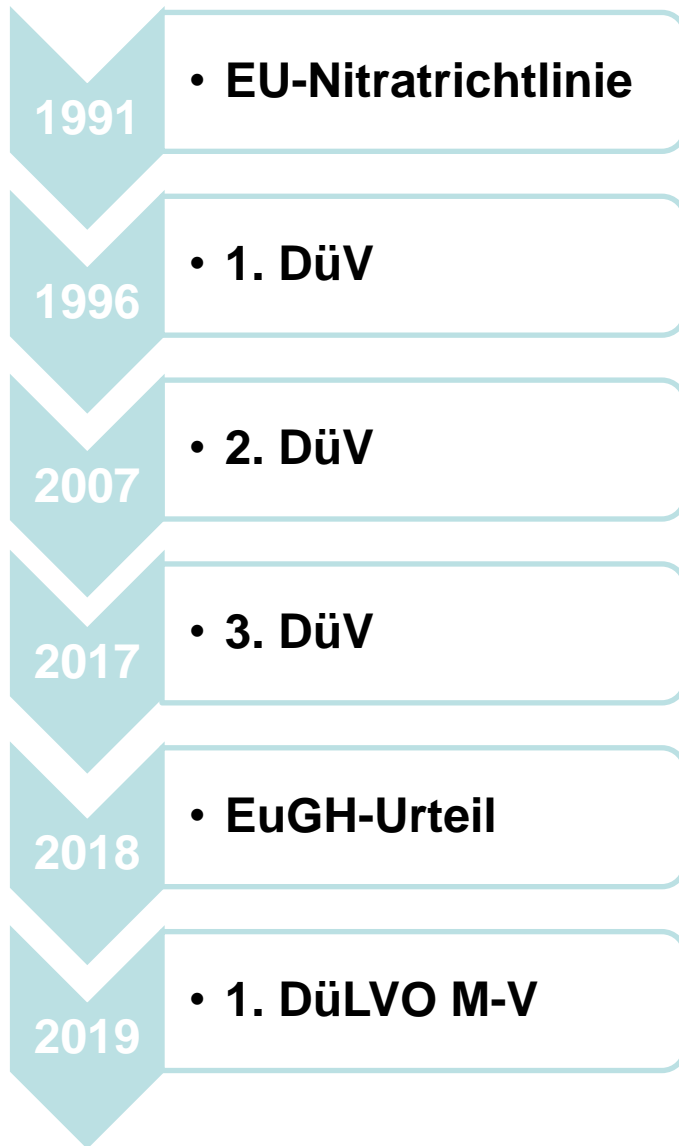 1991
• EU-Nitratrichtlinie
1996
• 1. DüV
2007
• 2. DüV
2017
• 3. DüV
2018
• EuGH-Urteil
2019
• 1. DüLVO M-V